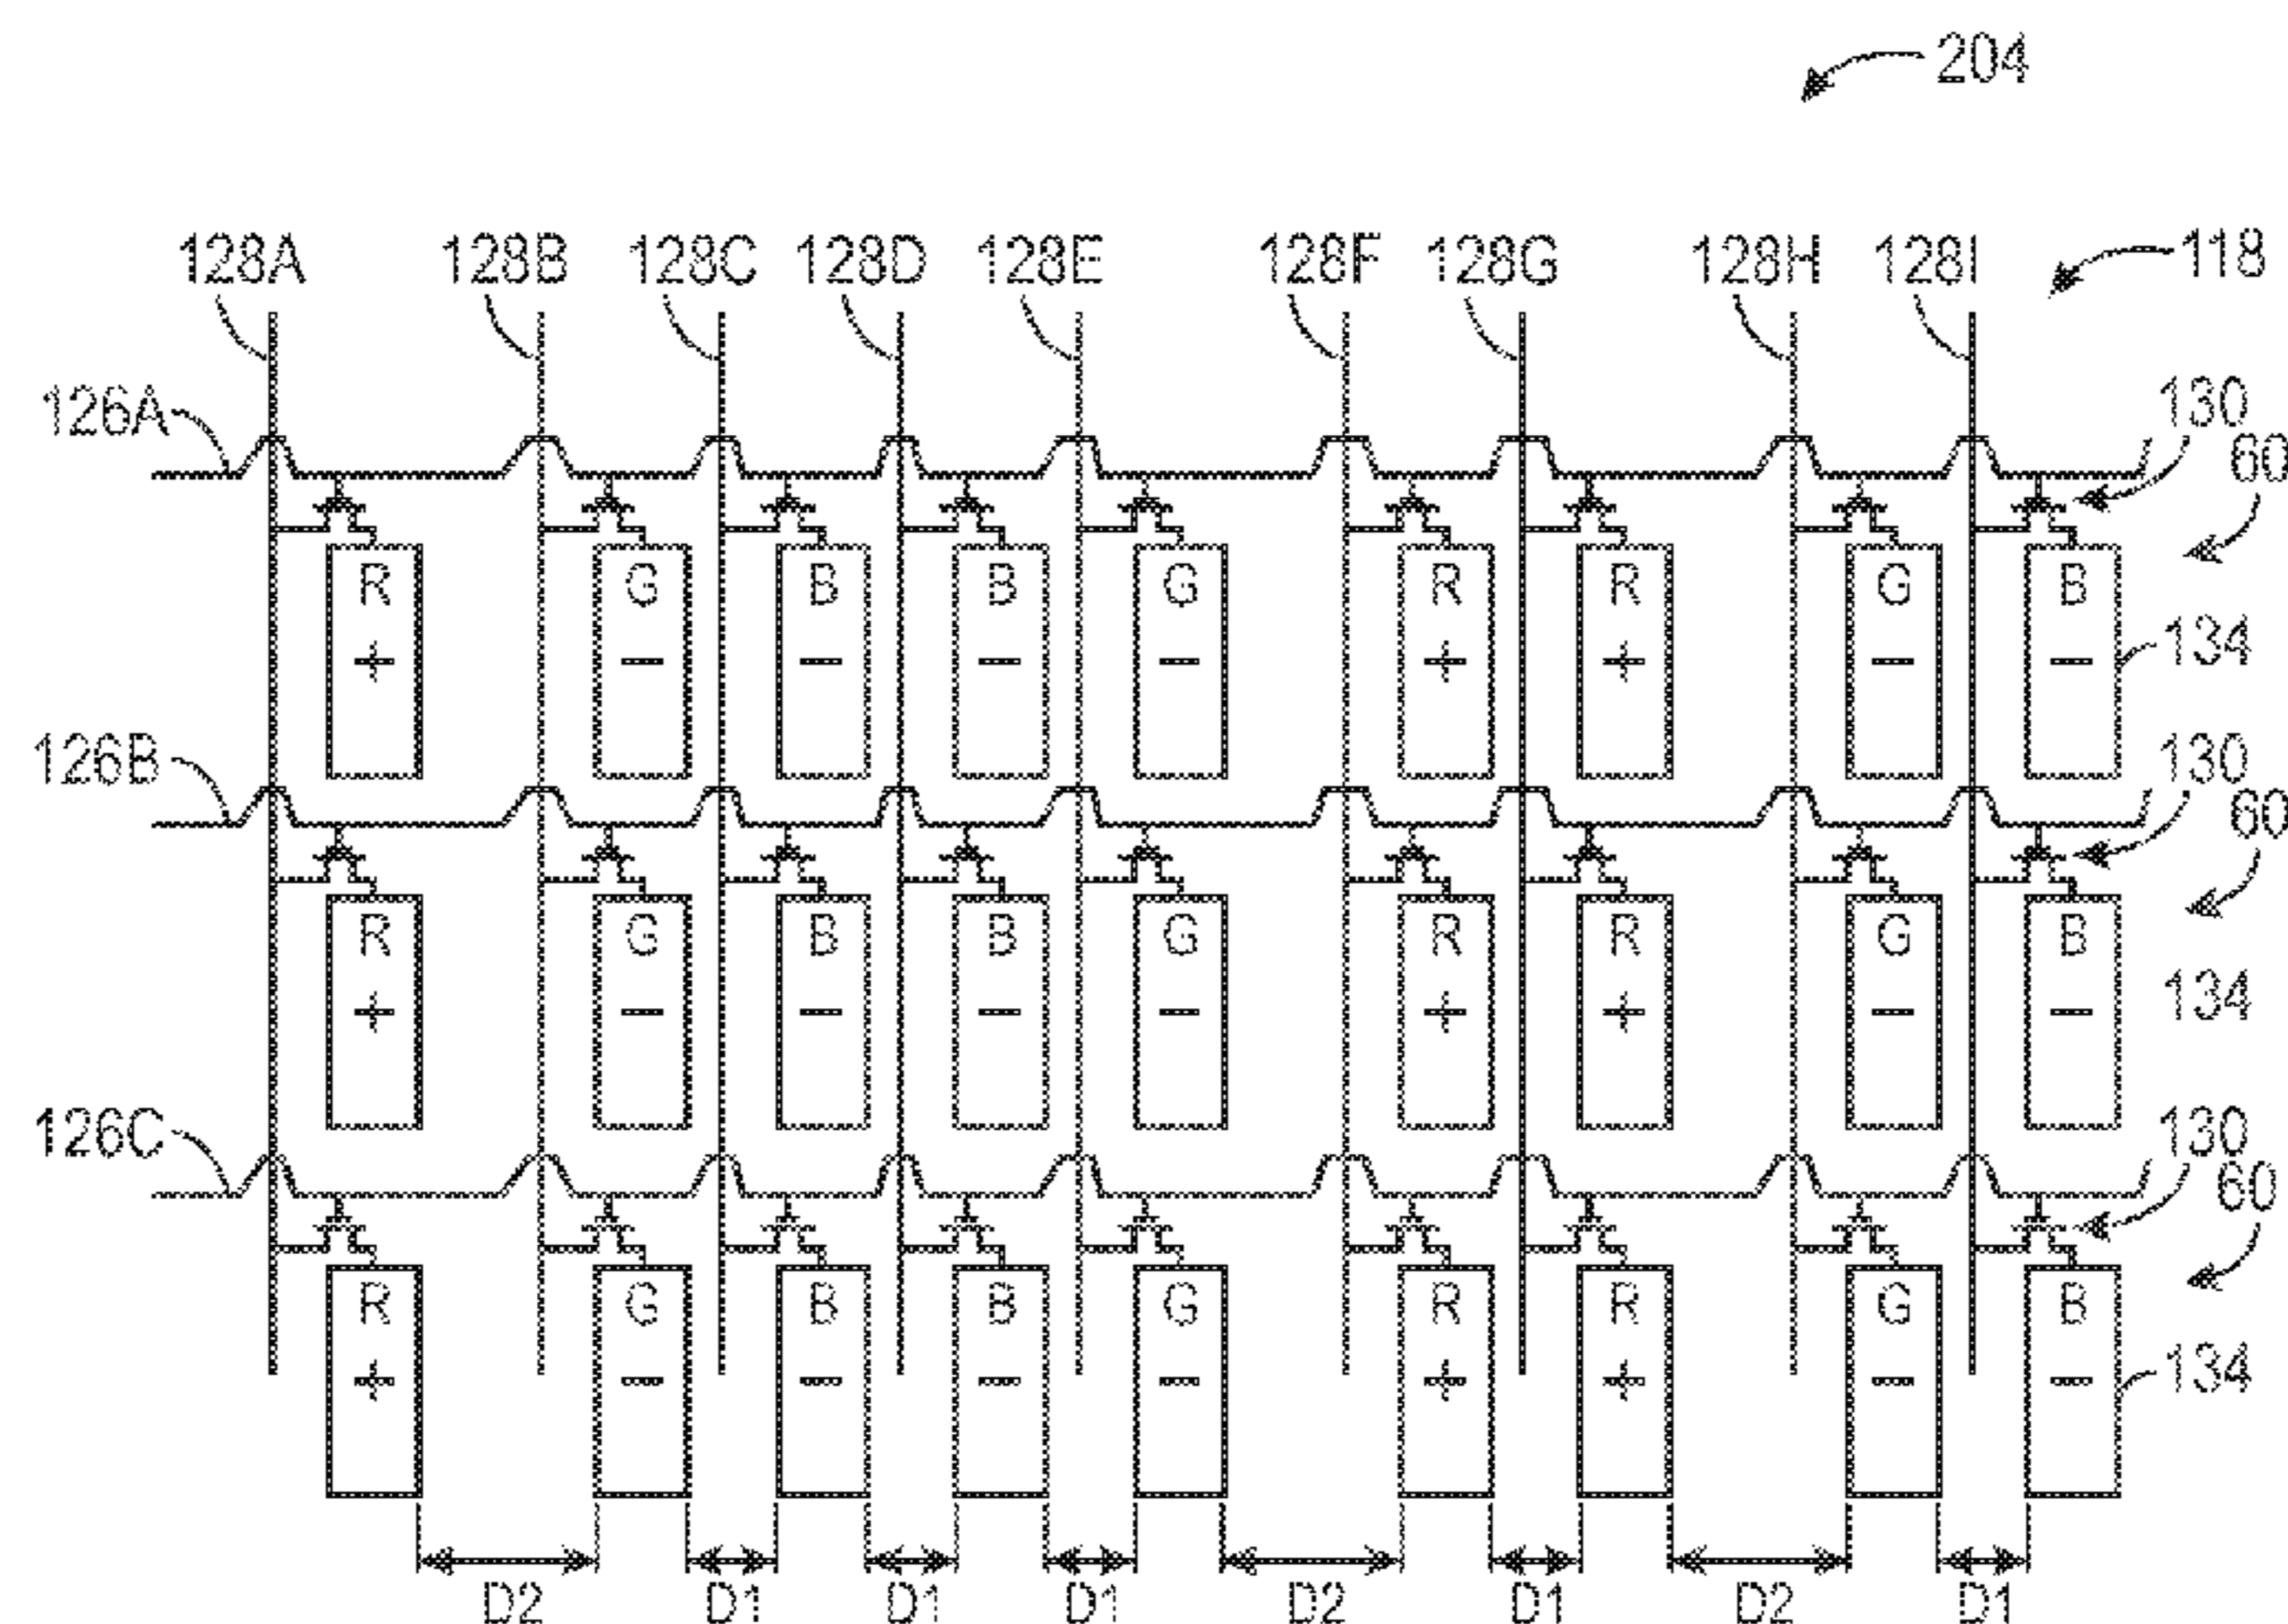 204
128A 128B 128C 128D 128E 128F 128G 128H 128I 118
126A 130
60
R G B B G R R G B
+ − − − − + + − − 134
126B 130
60
R G B B G R R G B
+ − − − − + + − − 134
126C 130
60
R G B B G R R G B
+ − − − − + + − − 134
D2 D1 D1 D1 D2 D1 D2 D1